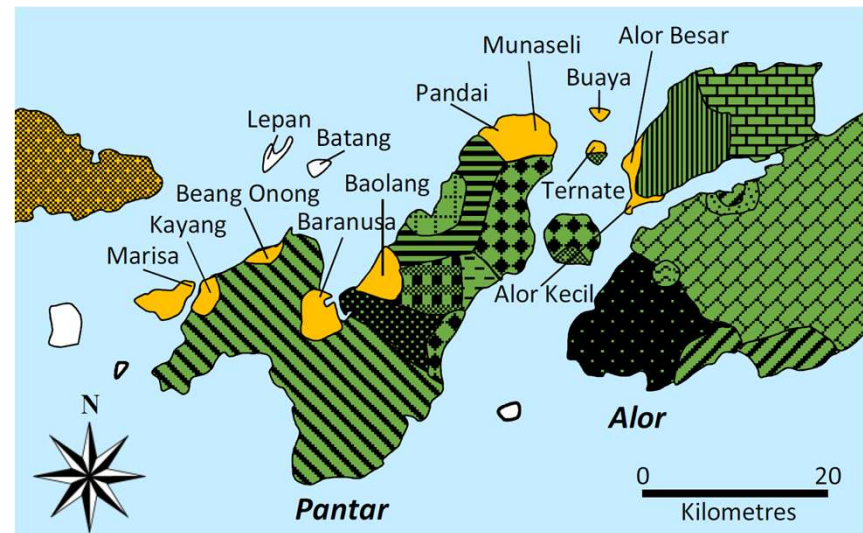 Munaseli
Alor Besar
Pandai
Buaya
Lepan
Batang
Beang Onong
Baolang
Ternate
Kayang
Baranusa
Marisa
Alor Kecil
N
Alor
Pantar
0 20
Kilometres